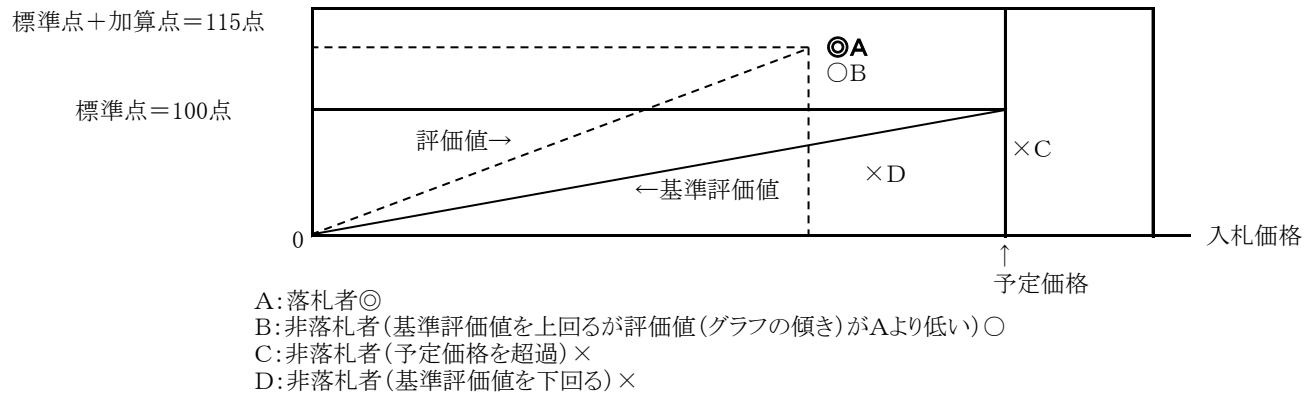 標準点＋加算点＝115点
◎A
○B
標準点＝100点
評価値→
×C
×D
←基準評価値
0
入札価格
↑
予定価格
A：落札者◎
B：非落札者（基準評価値を上回るが評価値（グラフの傾き）がAより低い）○
C：非落札者（予定価格を超過）×
D：非落札者（基準評価値を下回る）×